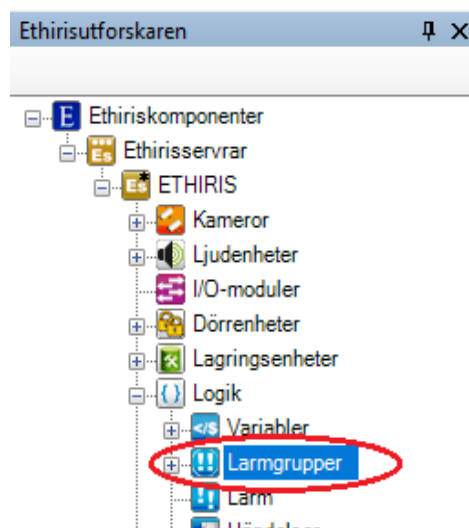 Ethirisutforskaren
Ethiriskomponenter
Ethirisservrar
ETHIRIS
Kameror
Ljudenheter
I/O-moduler
Dörrenheter
Lagringsenheter
Logik
Variabler
Larmgrupper
Larm